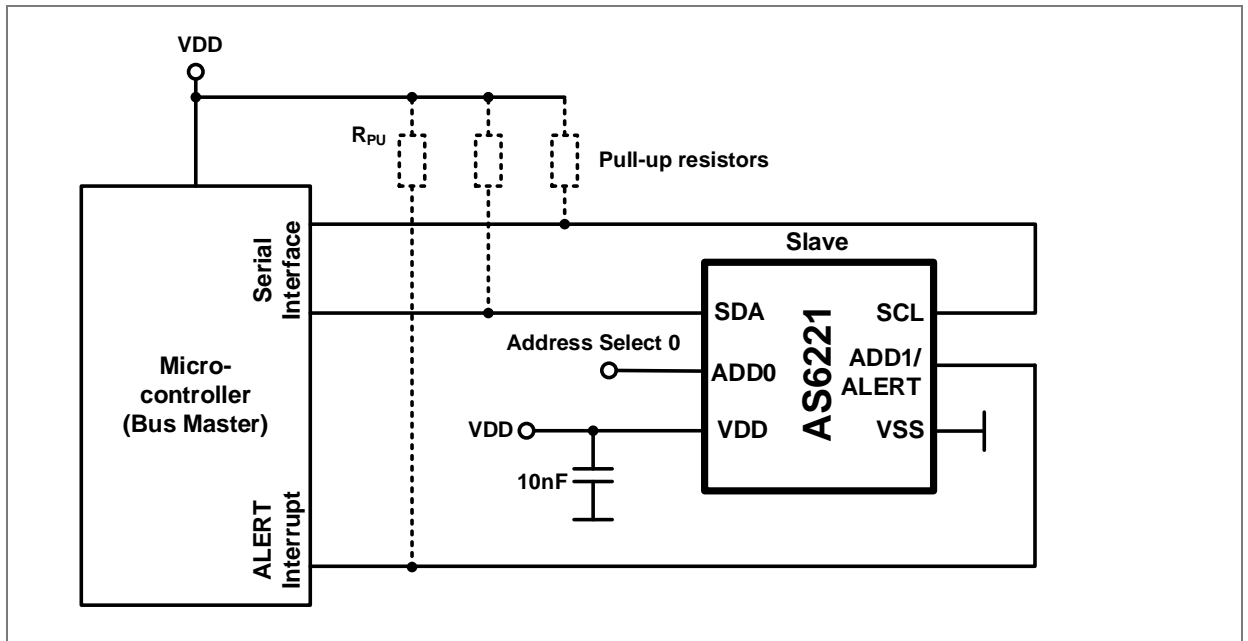 VDD
RPU
Pull-up resistors
Serial
Interface
Slave
SDA
SCL
Address Select 0
ADD0
ADD1/
ALERT
AS6221
Micro-
controller
(Bus Master)
VDD
VDD
VSS
10nF
ALERT
Interrupt